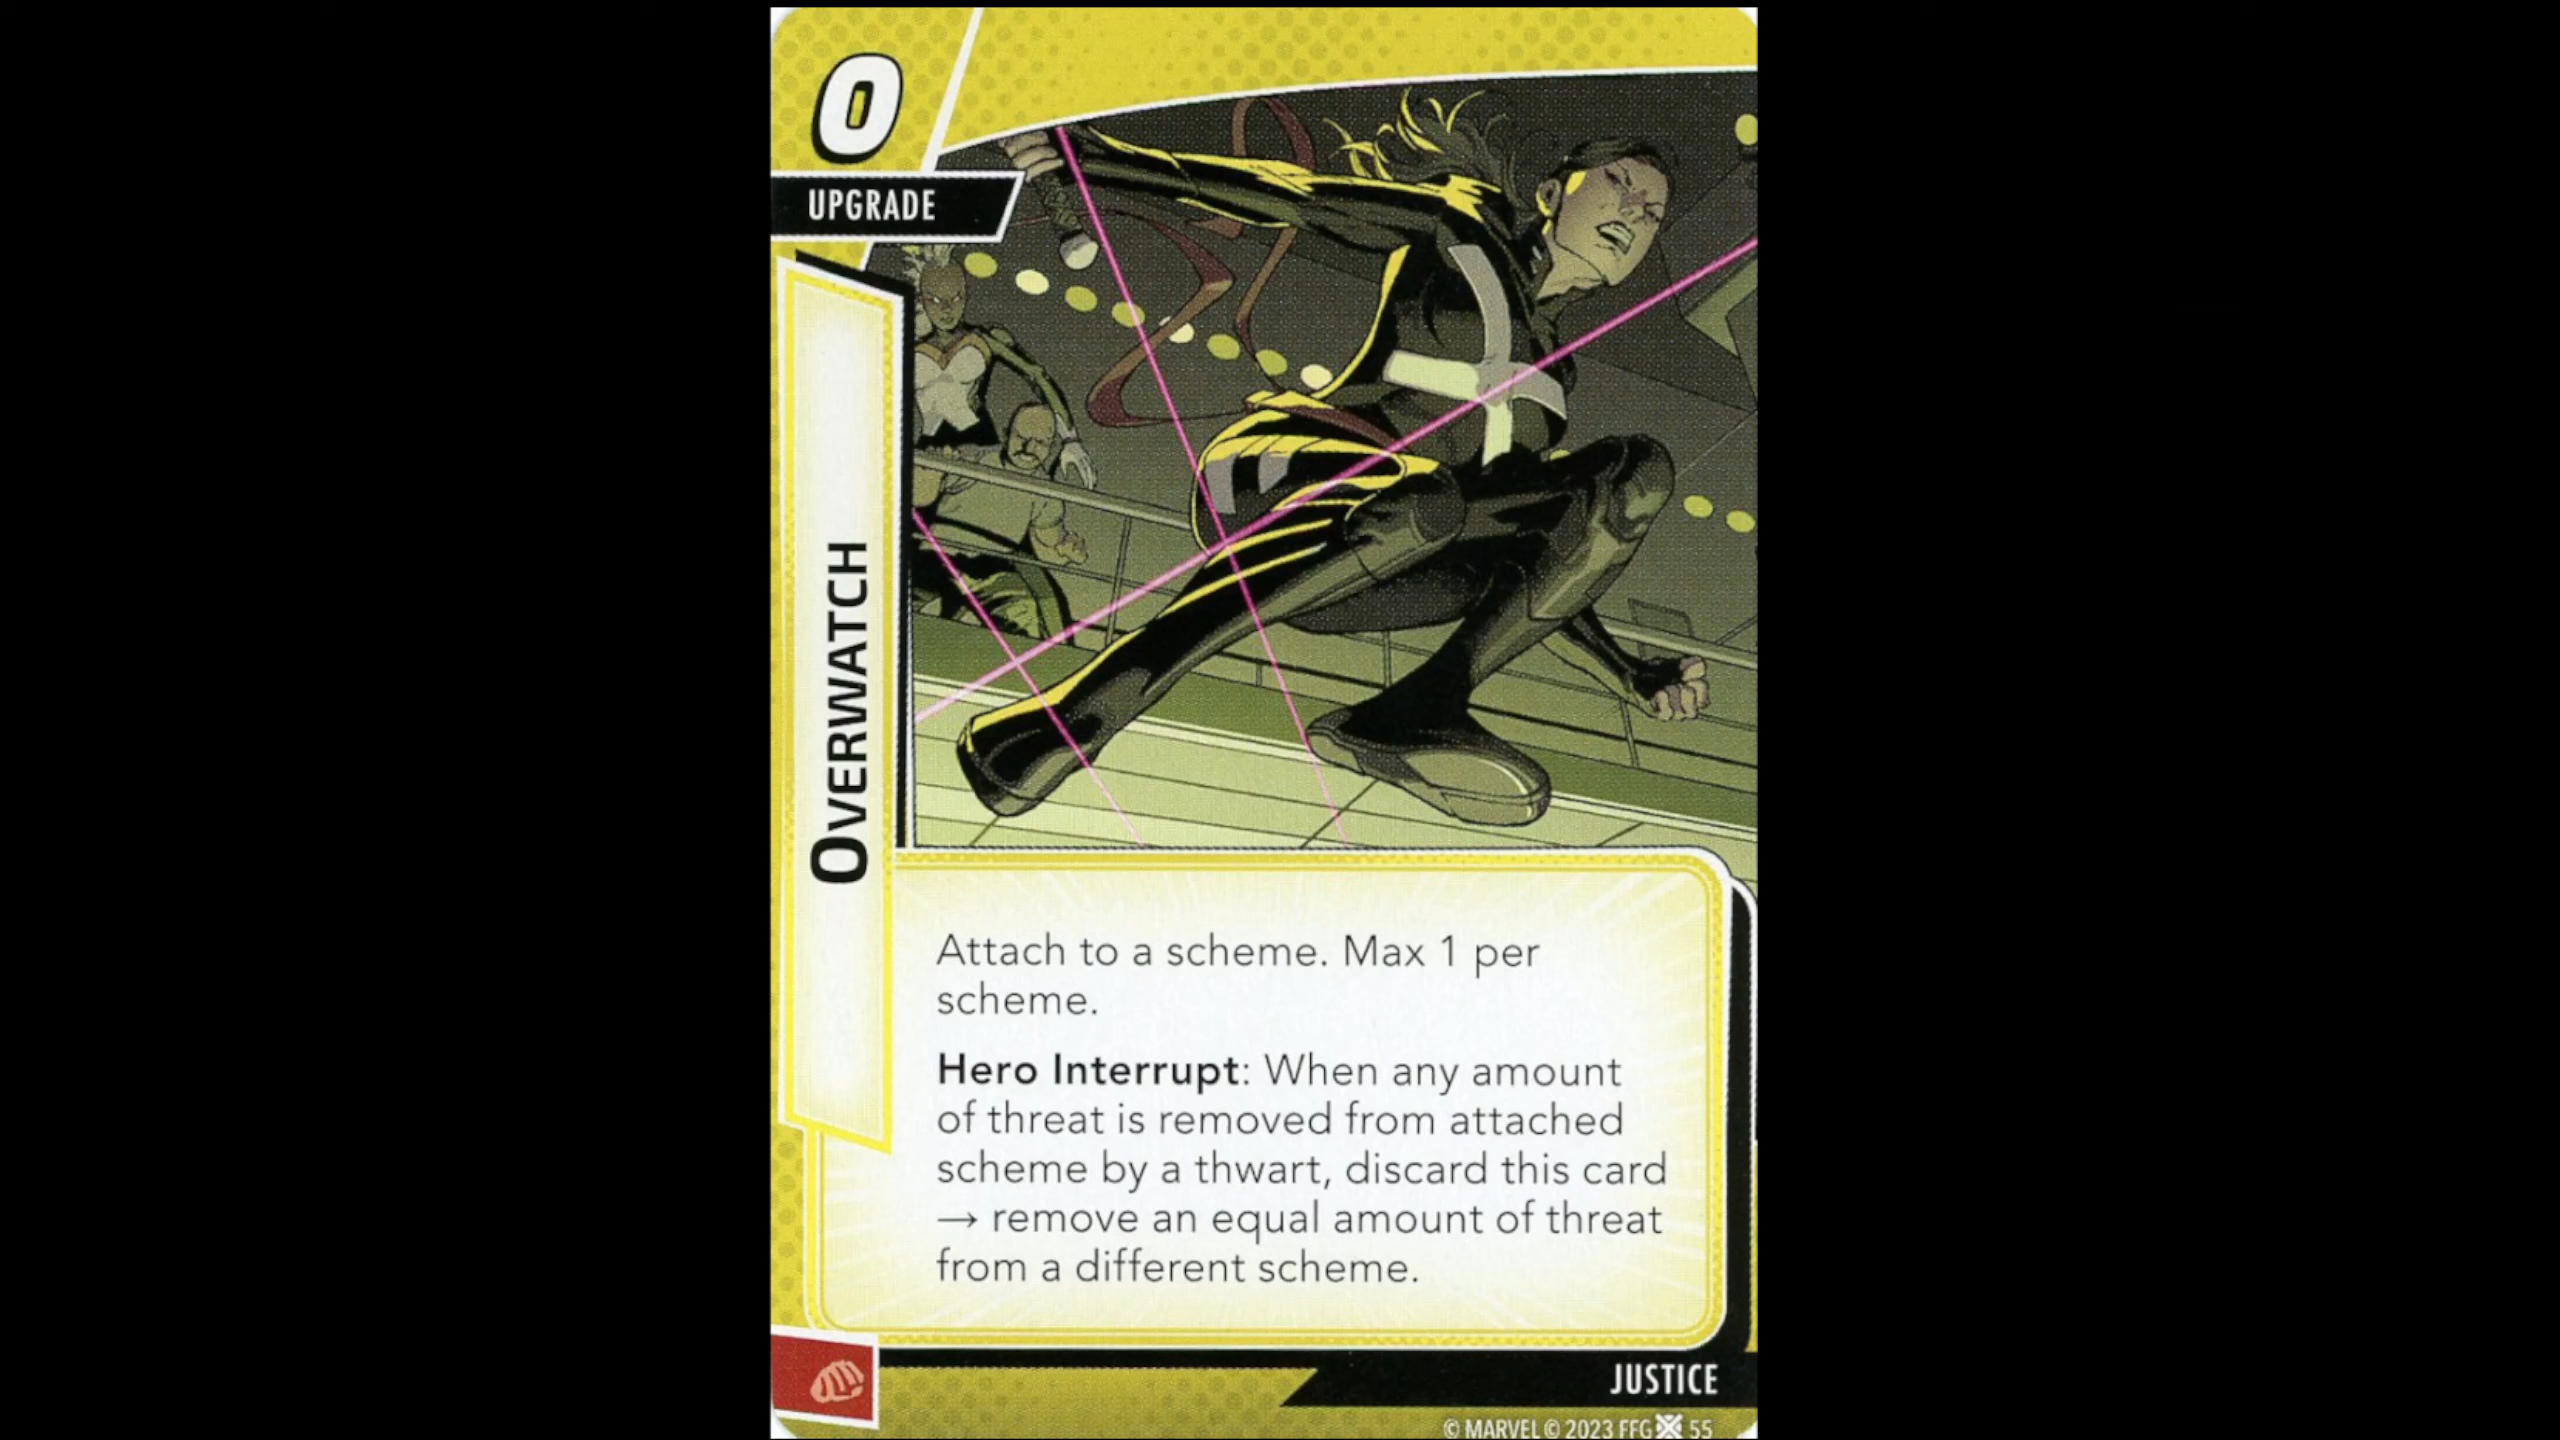 0
UPGRADE
OVERWATCH
Attach to a scheme. Max 1 per
scheme.
Hero Interrupt: When any amount
of threat is removed from attached
scheme by a thwart, discard this card
→ remove an equal amount of threat
from a different scheme.
JUSTICE
© MARVEL © 2023 FFG 55